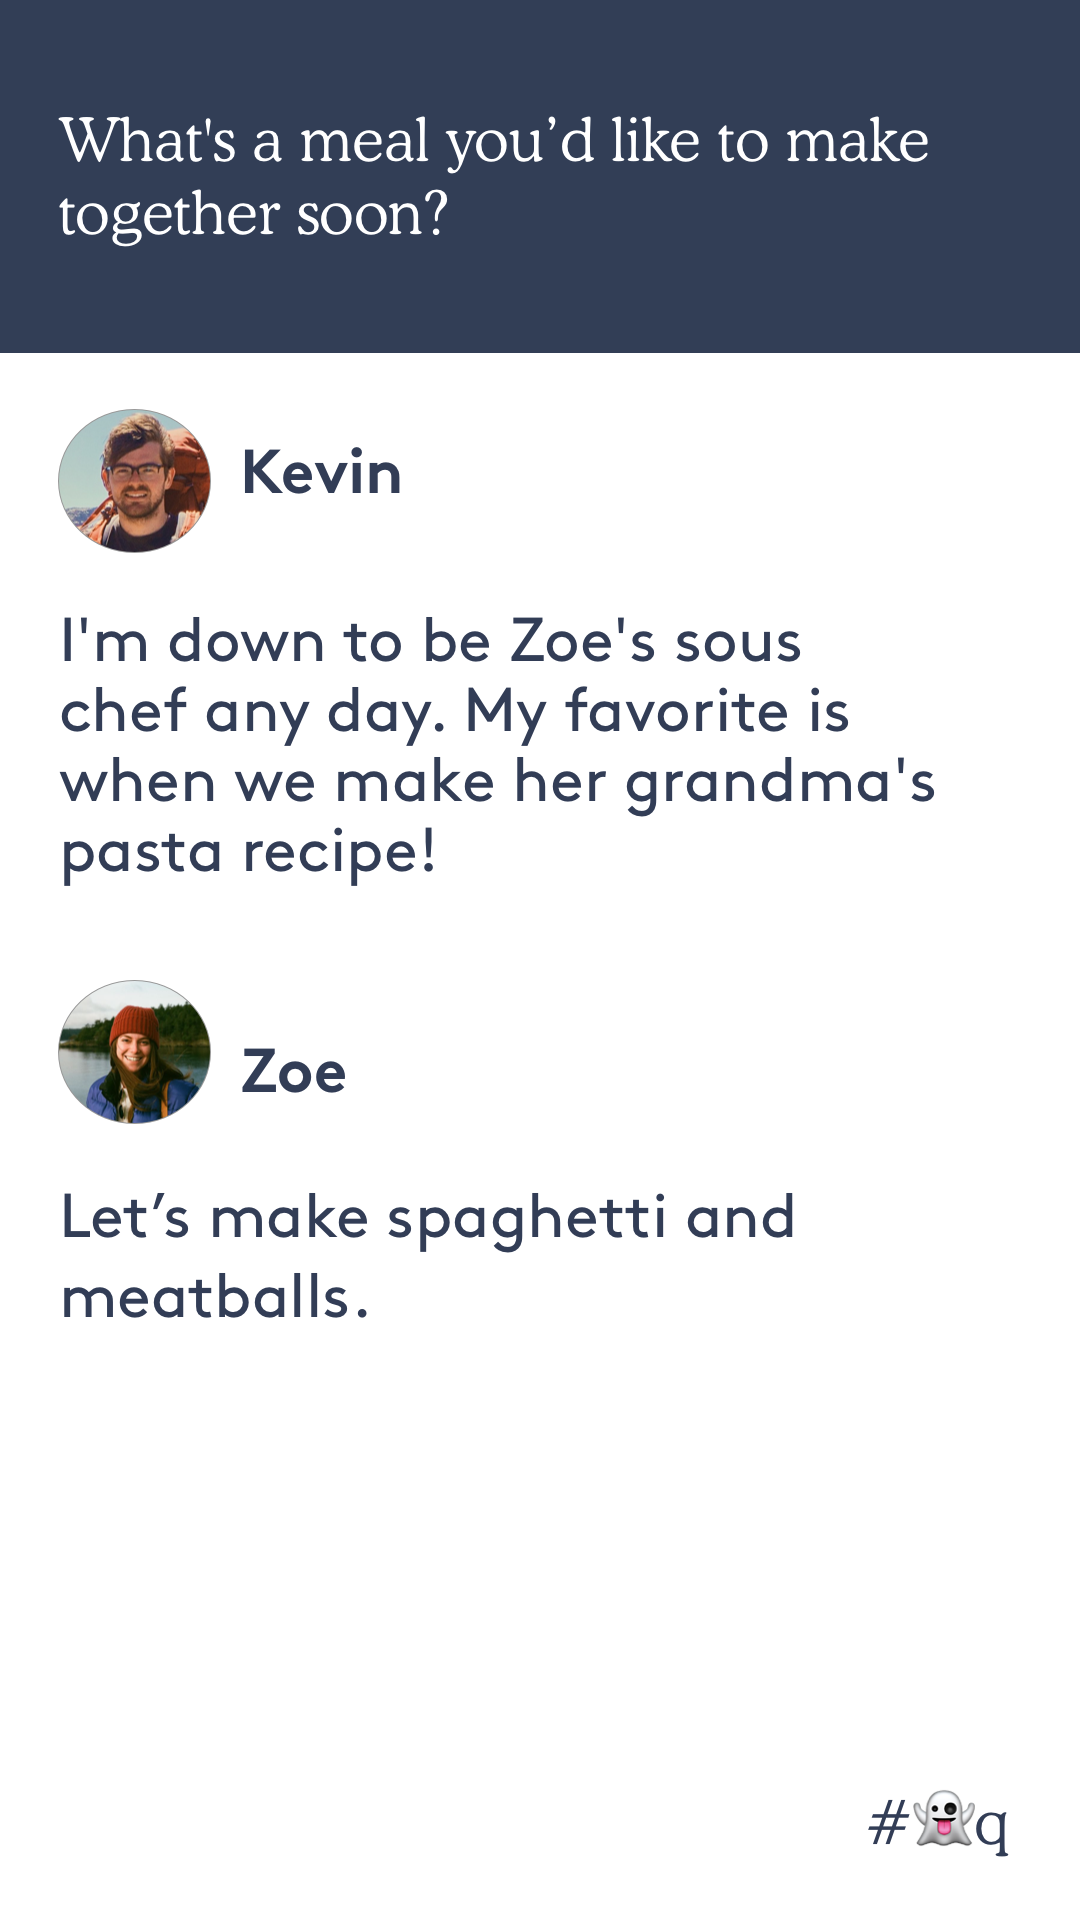 What's a meal you’d like to make
together soon?
Kevin
I'm down to be Zoe's sous
chef any day. My favorite is
when we make her grandma's
pasta recipe!
Zoe
Let’s make spaghetti and
meatballs.
#👻q